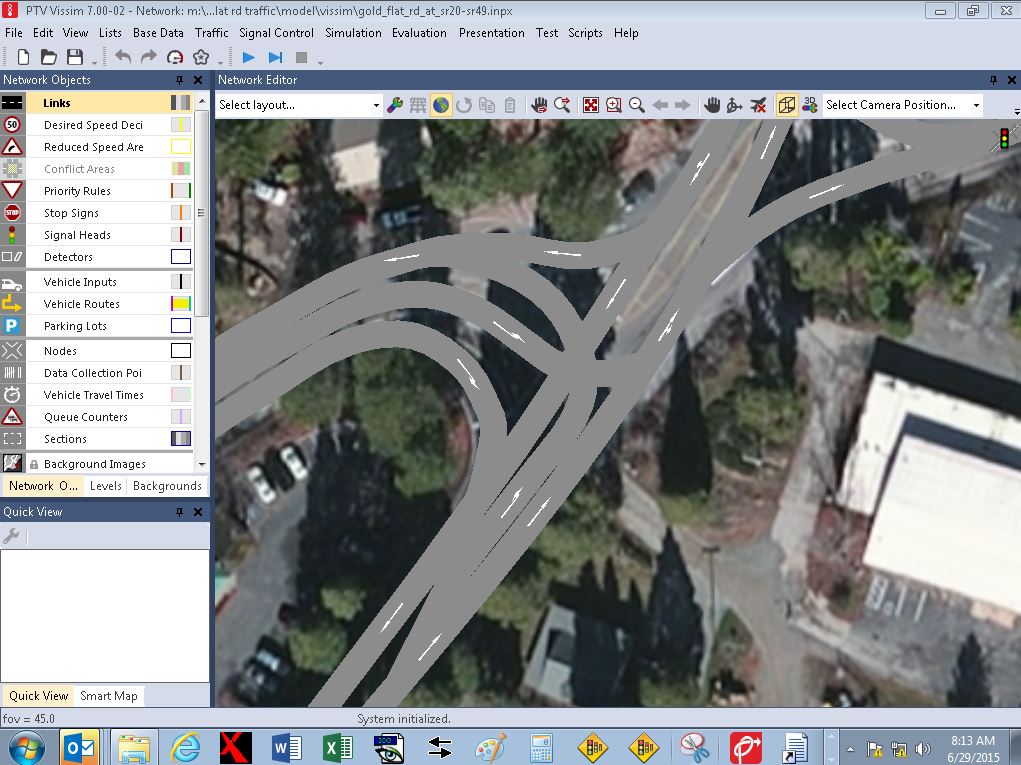 PTV Vissim 7.00-02 - Network: m:\...lat rd traffic\model\vissim\gold_flat_rd_at_sr20-sr49.inpx
File Edit View Lists Base Data Traffic Signal Control Simulation Evaluation Presentation Test Scripts Help
Network Objects
Network Editor
Select layout...
3D
Select Camera Position...
Links
50
Desired Speed Deci
Reduced Speed Are
Conflict Areas
Priority Rules
STOP
Stop Signs
Signal Heads
Detectors
Vehicle Inputs
Vehicle Routes
P
Parking Lots
Nodes
Data Collection Poi
Vehicle Travel Times
Queue Counters
Sections
Background Images
Network O... Levels Backgrounds
Quick View
Quick View Smart Map
fov = 45.0
System initialized.
8:13 AM
6/29/2015